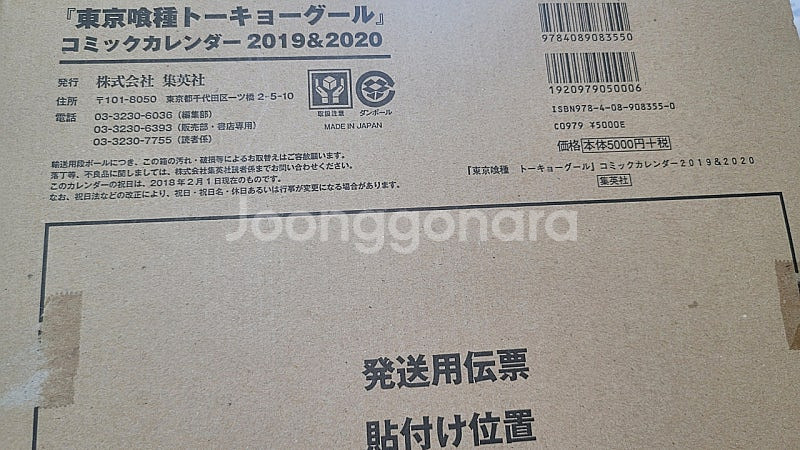 『東京喰種トーキョーグール』
コミックカレンダー 2019&2020
発行 株式会社 集英社
住所 〒101-8050 東京都千代田区一ツ橋 2-5-10
電話 03-3230-6036 (編集部)
03-3230-6393 (販売部・書店専用)
03-3230-7755 (読者係)
取扱注意
ダンボール
MADE IN JAPAN
輸送用段ボールにつき、この箱の汚れ・破損等によるお取替えはご容赦願います。
落丁等、不良品に関しましては、株式会社集英社読者係までお問い合わせください。
このカレンダーの祝日は、2018年2月1日現在のものです。
なお、祝日法などの改正により、祝日・祝日名・休日あるいは行事が変更になる場合があります。
9784089083550
1920979050006
ISBN978-4-08-908355-0
C0979 ¥5000E
価格 本体5000円+税
『東京喰種 トーキョーグール』コミックカレンダー2019&2020
集英社
Joonggonara
発送用伝票
貼付け位置